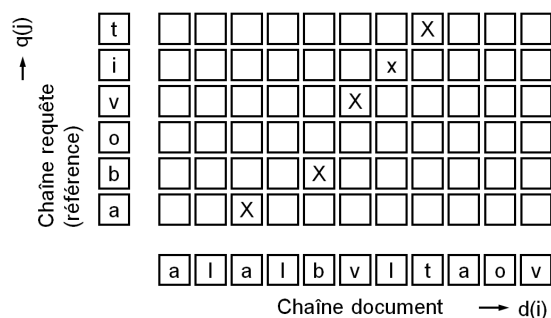 t X
i x
v X
o
b X
a X
a l a l b v l t a o v
Chaîne document → d(i)
Chaîne requête → q(j)
(référence)